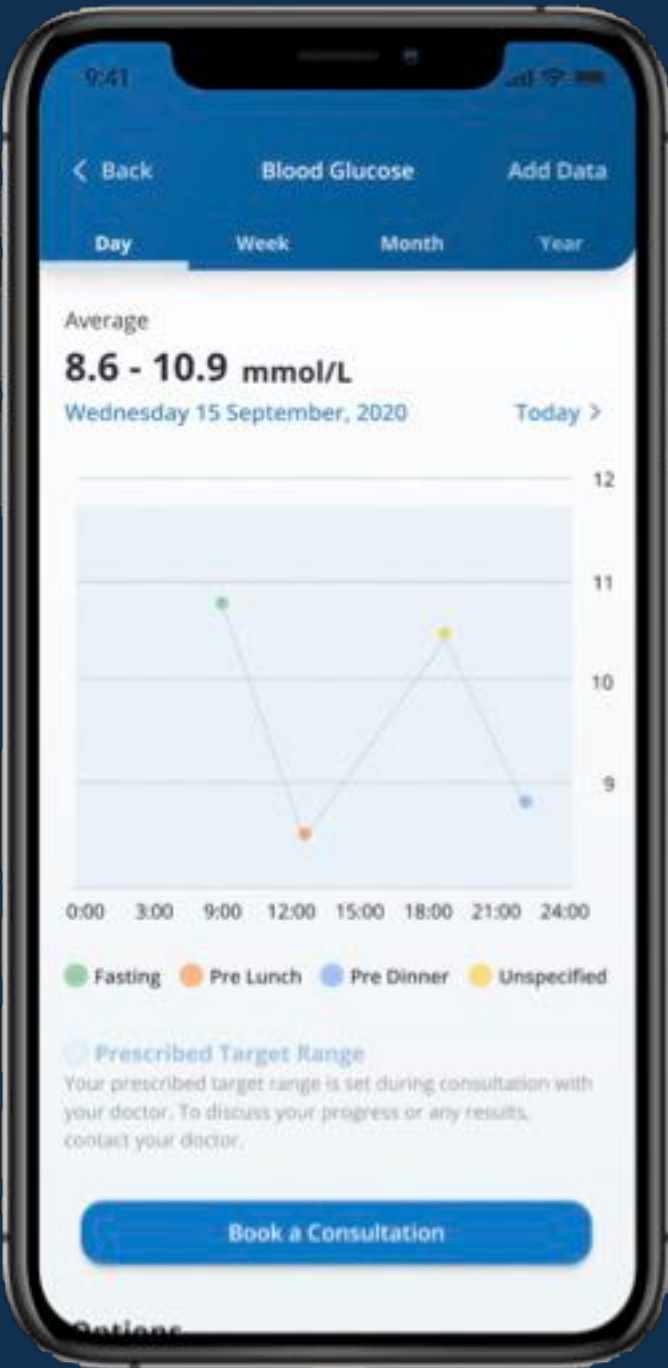 9:41
Back Blood Glucose Add Data
Day Week Month Year
Average
8.6 - 10.9 mmol/L
Wednesday 15 September, 2020 Today
12
11
10
9
0:00 3:00 9:00 12:00 15:00 18:00 21:00 24:00
Fasting Pre Lunch Pre Dinner Unspecified
Prescribed Target Range
Your prescribed target range is set during consultation with
your doctor. To discuss your progress or any results,
contact your doctor.
Book a Consultation
Options